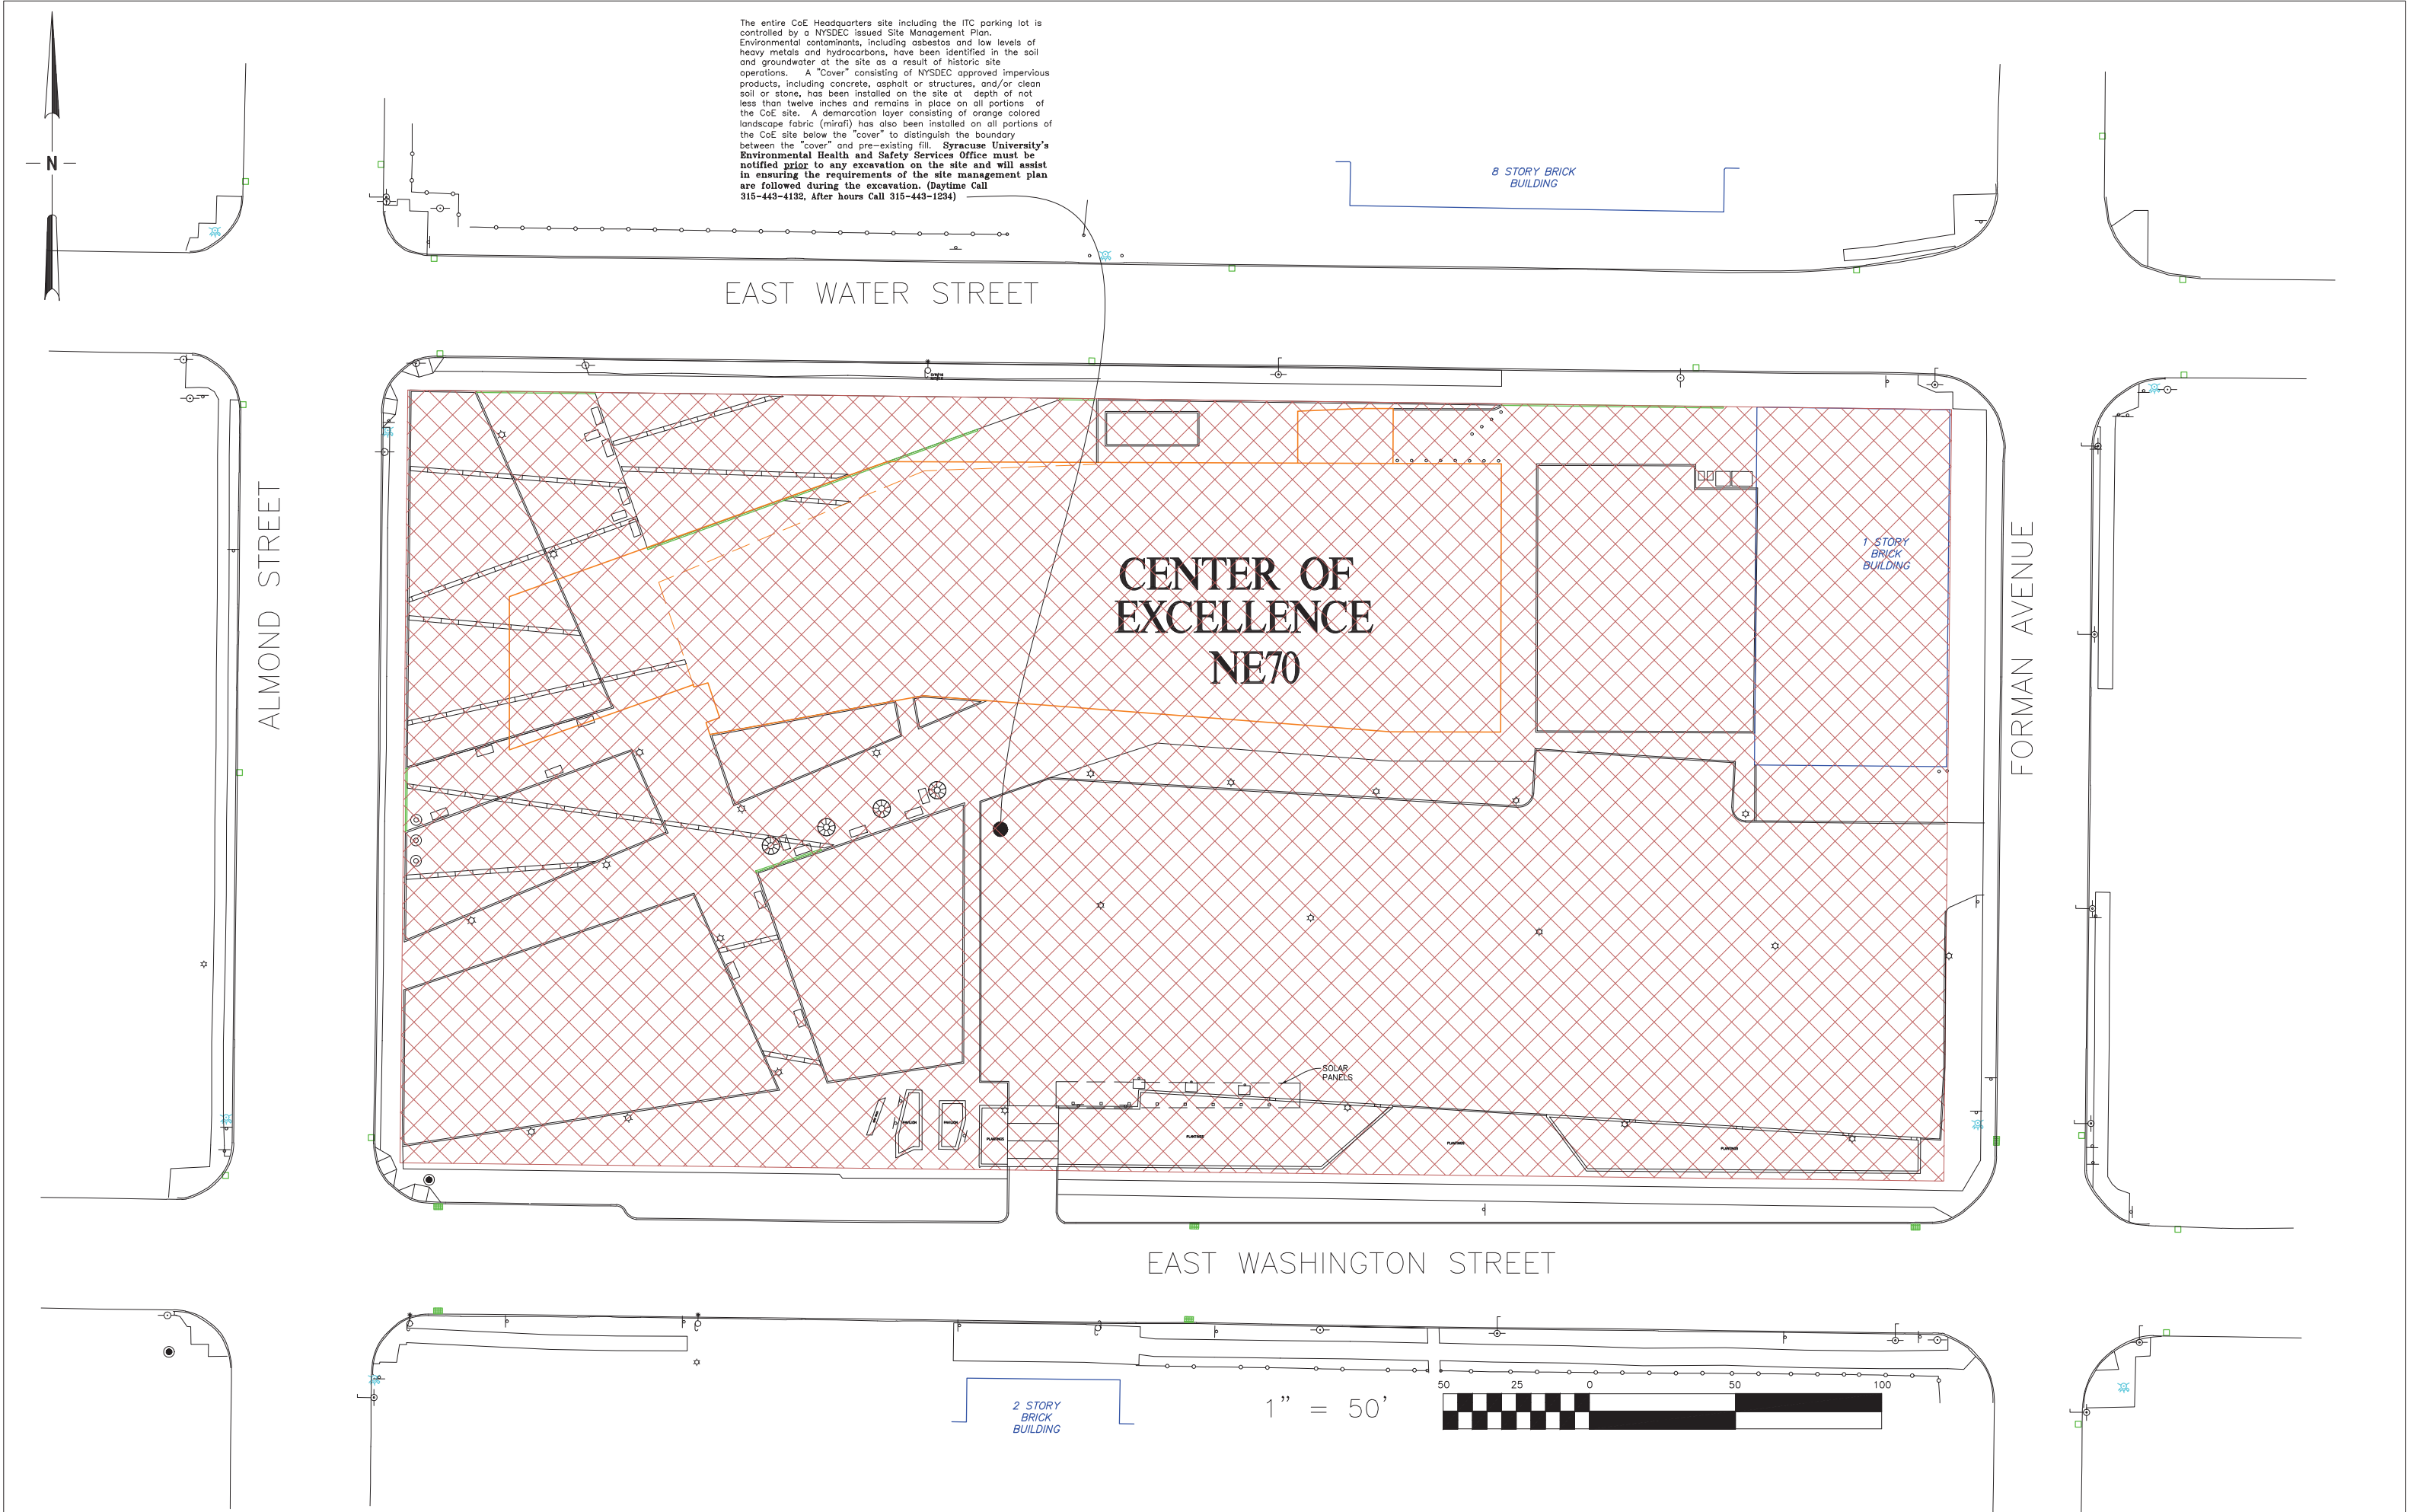 The entire CoE Headquarters site including the ITC parking lot is
controlled by a NYSDEC issued Site Management Plan.
Environmental contaminants, including asbestos and low levels of
heavy metals and hydrocarbons, have been identified in the soil
and groundwater at the site as a result of historic site
operations. A "Cover" consisting of NYSDEC approved impervious
products, including concrete, asphalt or structures, and/or clean
soil or stone, has been installed on the site at depth of not
less than twelve inches and remains in place on all portions of
the CoE site. A demarcation layer consisting of orange colored
landscape fabric (mirafi) has also been installed on all portions of
the CoE site below the "cover" to distinguish the boundary
between the "cover" and pre-existing fill. Syracuse University's
Environmental Health and Safety Services Office must be
notified prior to any excavation on the site and will assist
in ensuring the requirements of the site management plan
are followed during the excavation. (Daytime Call
315-443-4132, After hours Call 315-443-1234)
N
8 STORY BRICK
BUILDING
EAST WATER STREET
ALMOND STREET
CENTER OF
EXCELLENCE
NE70
1 STORY
BRICK
BUILDING
FORMAN AVENUE
SOLAR
PANELS
PAVILION
PAVILION
PLANTINGS
PLANTINGS
PLANTINGS
PLANTINGS
EAST WASHINGTON STREET
2 STORY
BRICK
BUILDING
1" = 50'
50 25 0 50 100